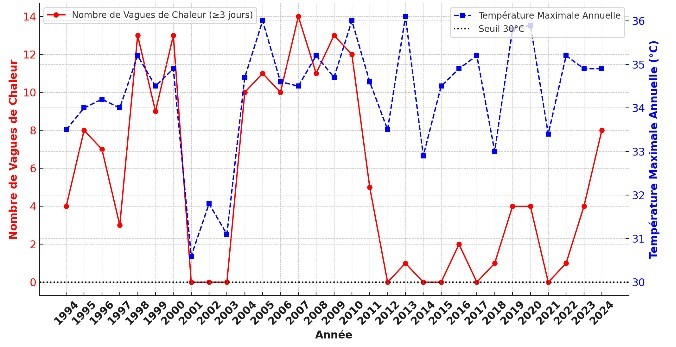 Nombre de Vagues de Chaleur (≥3 jours)
Température Maximale Annuelle
Seuil 30°C
Nombre de Vagues de Chaleur
14
12
10
8
6
4
2
0
36
35
34
33
32
31
30
Température Maximale Annuelle (°C)
1994 1995 1996 1997 1998 1999 2000 2001 2002 2003 2004 2005 2006 2007 2008 2009 2010 2011 2012 2013 2014 2015 2016 2017 2018 2019 2020 2021 2022 2023 2024
Année